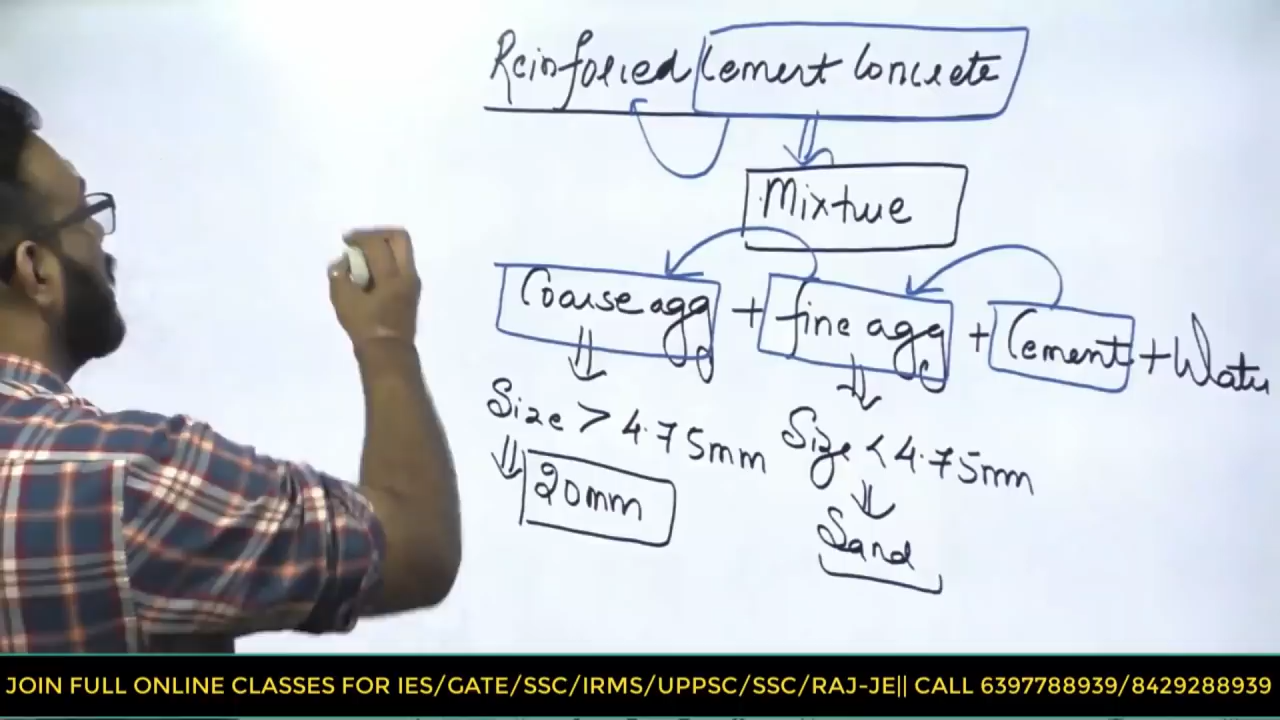 Reinforced Cement Concrete
Mixture
Coarse agg + fine agg + Cement + Water
Size > 4.75mm
Size < 4.75mm
20mm
Sand
JOIN FULL ONLINE CLASSES FOR IES/GATE/SSC/IRMS/UPPSC/SSC/RAJ-JE|| CALL 6397788939/8429288939